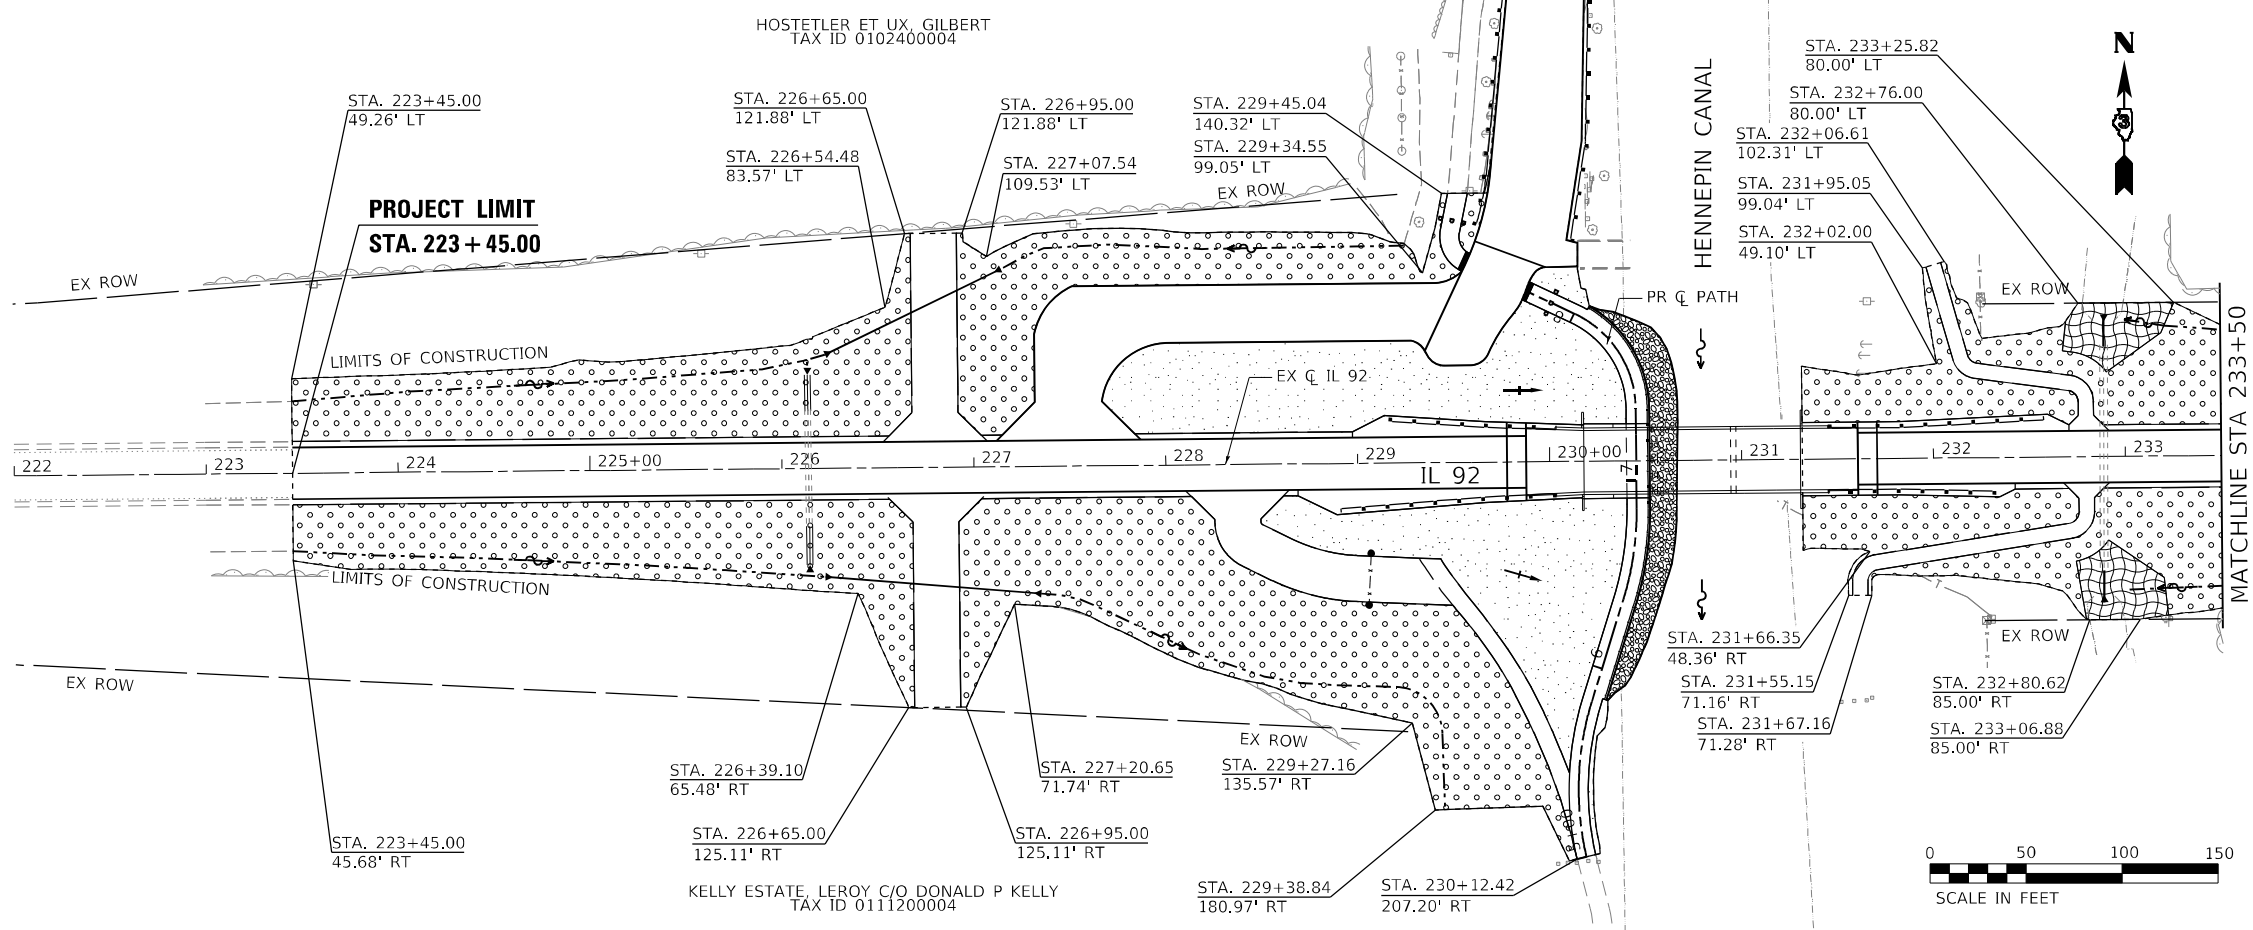 HOSTETLER ET UX, GILBERT
TAX ID 0102400004
STA. 223+45.00
49.26' LT
STA. 226+65.00
121.88' LT
STA. 226+54.48
83.57' LT
STA. 226+95.00
121.88' LT
STA. 227+07.54
109.53' LT
STA. 229+45.04
140.32' LT
STA. 229+34.55
99.05' LT
STA. 233+25.82
80.00' LT
STA. 232+76.00
80.00' LT
STA. 232+06.61
102.31' LT
STA. 231+95.05
99.04' LT
STA. 232+02.00
49.10' LT
N
3
HENNEPIN CANAL
PROJECT LIMIT
STA. 223+45.00
EX ROW
EX ROW
EX ROW
PR CL PATH
LIMITS OF CONSTRUCTION
EX CL IL 92
222
223
224
225+00
226
227
228
229
230+00
231
232
233
IL 92
7
MATCHLINE STA 233+50
LIMITS OF CONSTRUCTION
EX ROW
EX ROW
EX ROW
STA. 231+66.35
48.36' RT
STA. 231+55.15
71.16' RT
STA. 231+67.16
71.28' RT
STA. 232+80.62
85.00' RT
STA. 233+06.88
85.00' RT
STA. 226+39.10
65.48' RT
STA. 227+20.65
71.74' RT
STA. 229+27.16
135.57' RT
STA. 223+45.00
45.68' RT
STA. 226+65.00
125.11' RT
STA. 226+95.00
125.11' RT
STA. 229+38.84
180.97' RT
STA. 230+12.42
207.20' RT
KELLY ESTATE, LEROY C/O DONALD P KELLY
TAX ID 0111200004
0 50 100 150
SCALE IN FEET